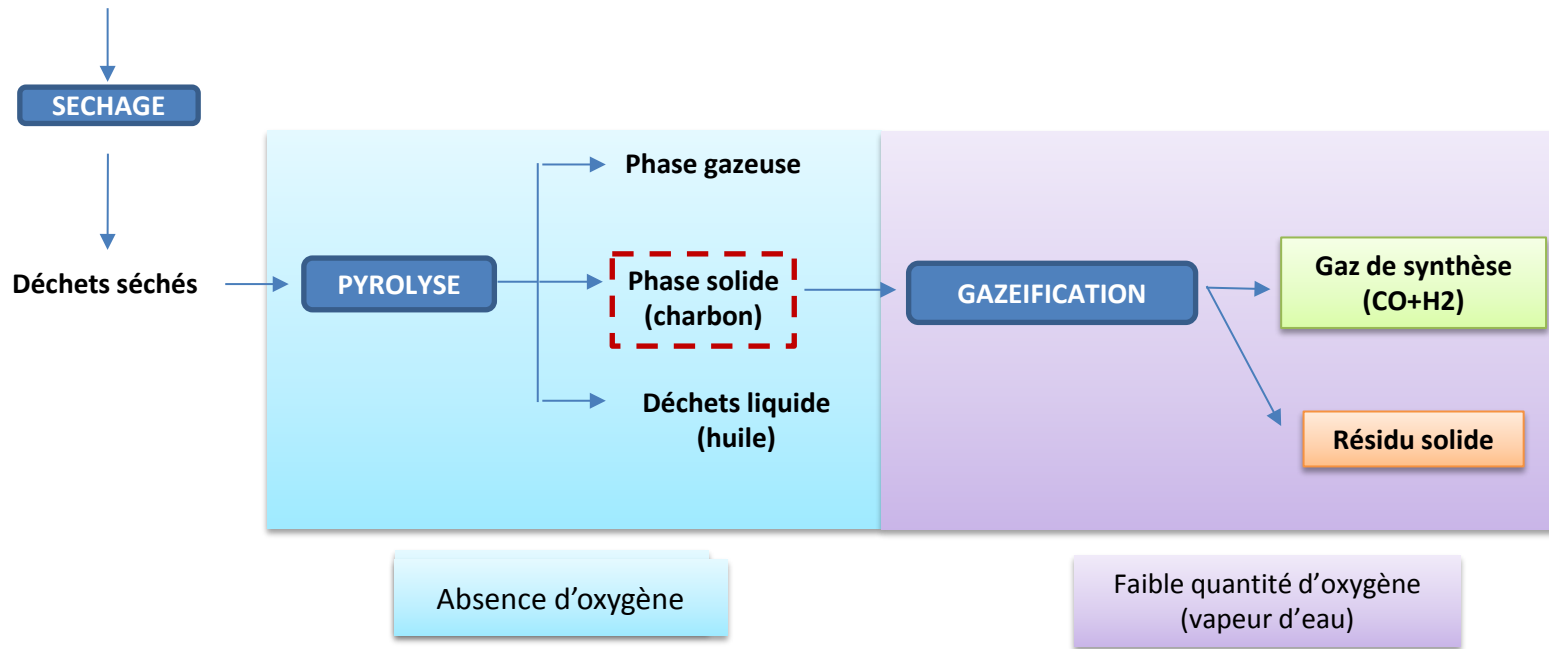 SECHAGE
Déchets séchés
PYROLYSE
Phase gazeuse
Phase solide
(charbon)
Déchets liquide
(huile)
GAZEIFICATION
Gaz de synthèse
(CO+H2)
Résidu solide
Absence d’oxygène
Faible quantité d’oxygène
(vapeur d’eau)